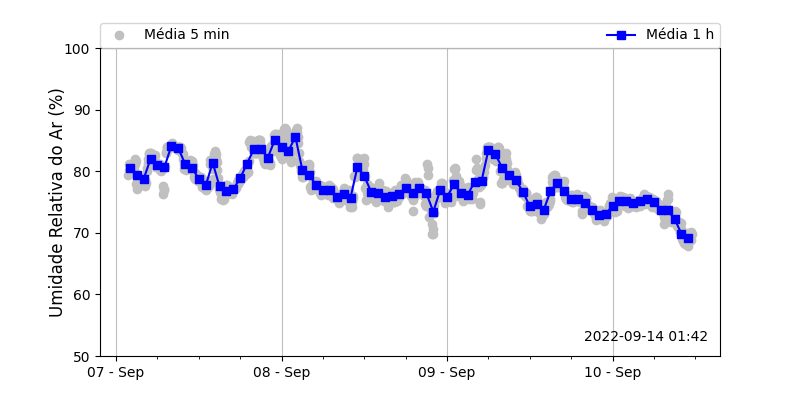 Média 5 min
Média 1 h
100
90
80
70
60
50
Umidade Relativa do Ar (%)
2022-09-14 01:42
07 - Sep
08 - Sep
09 - Sep
10 - Sep